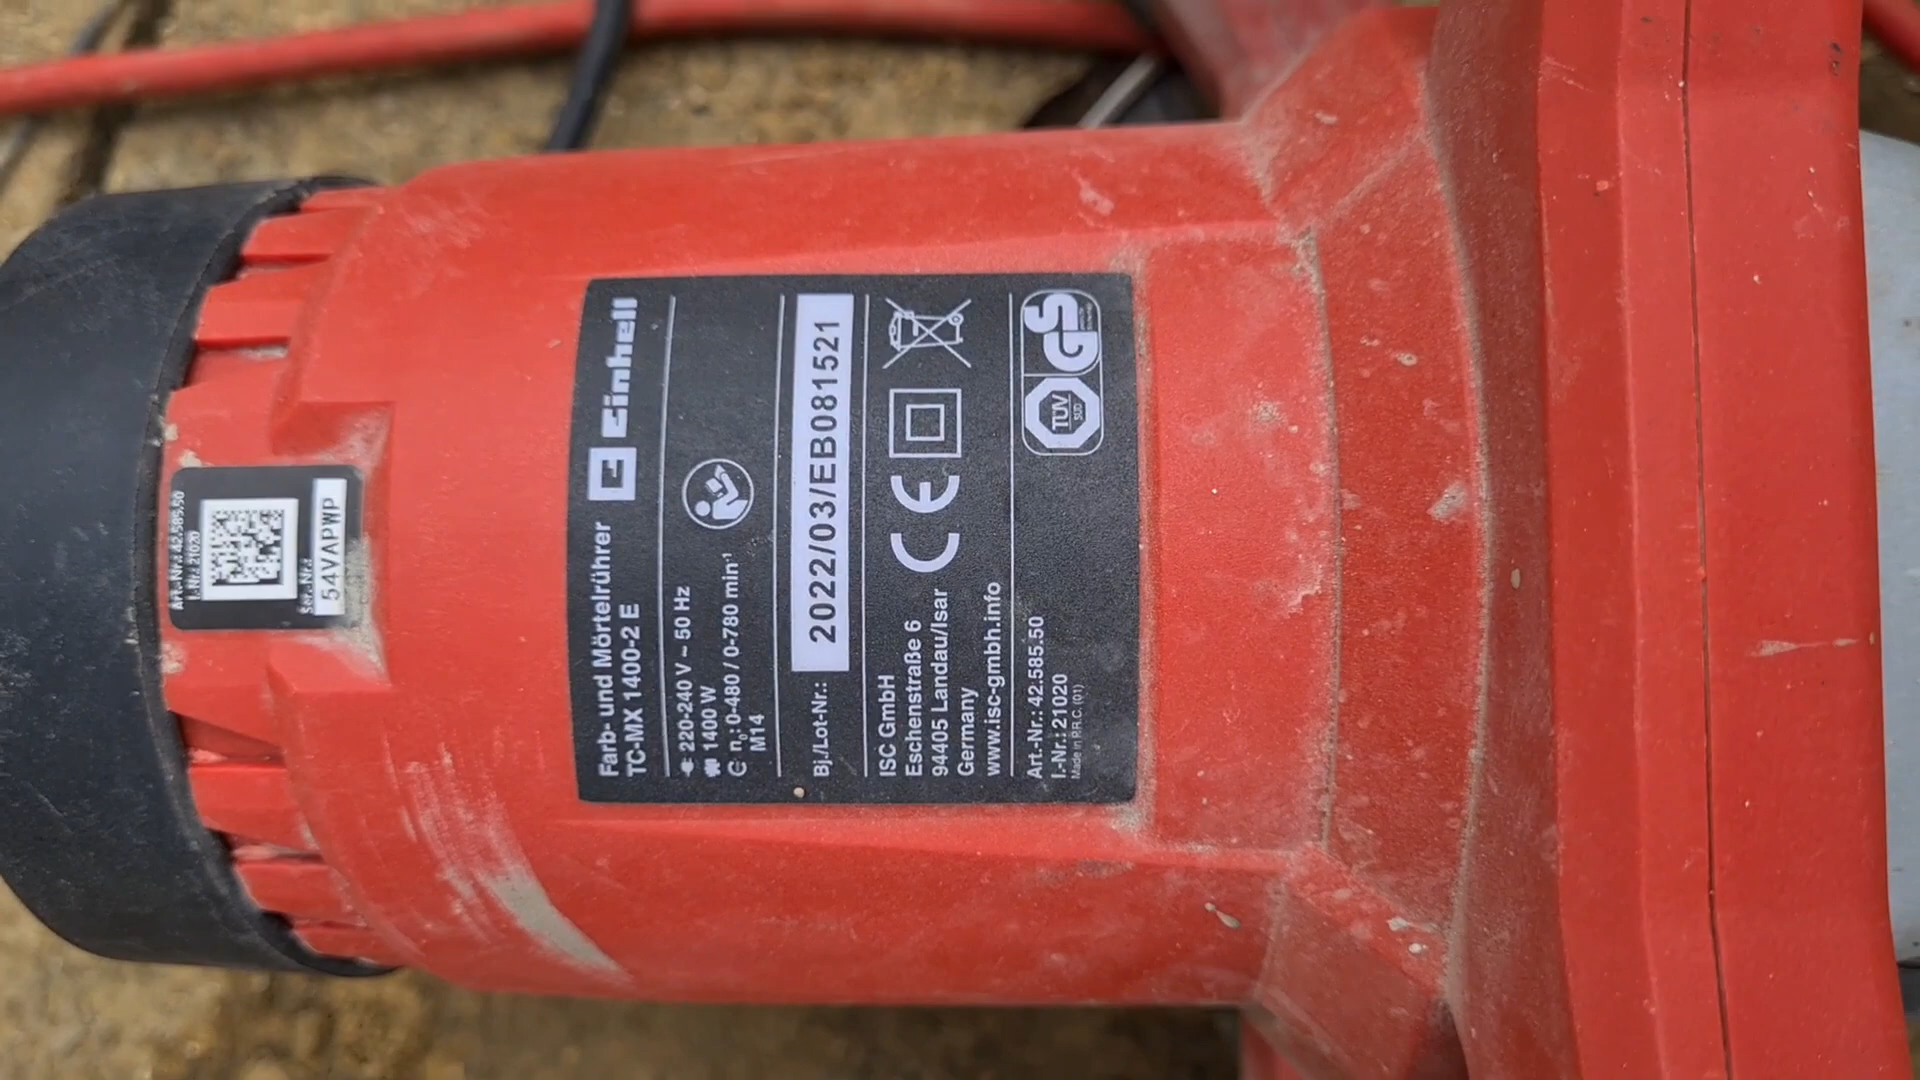 Einhell
Farb- und Mörtelrührer
TC-MX 1400-2 E
220-240 V ~ 50 Hz
1400 W
n₀: 0-480 / 0-780 min⁻¹
M14
Bj./Lot-Nr.: 2022/03/EB081521
ISC GmbH
Eschenstraße 6
94405 Landau/Isar
Germany
www.isc-gmbh.info
CE
Art.-Nr.: 42.585.50
I.-Nr.: 21020
Made in P.R.C. (01)
TÜV
SÜD
GS
Art.-Nr.: 42.585.50
I.-Nr.: 21020
Ser.-Nr.:
54VAPWP